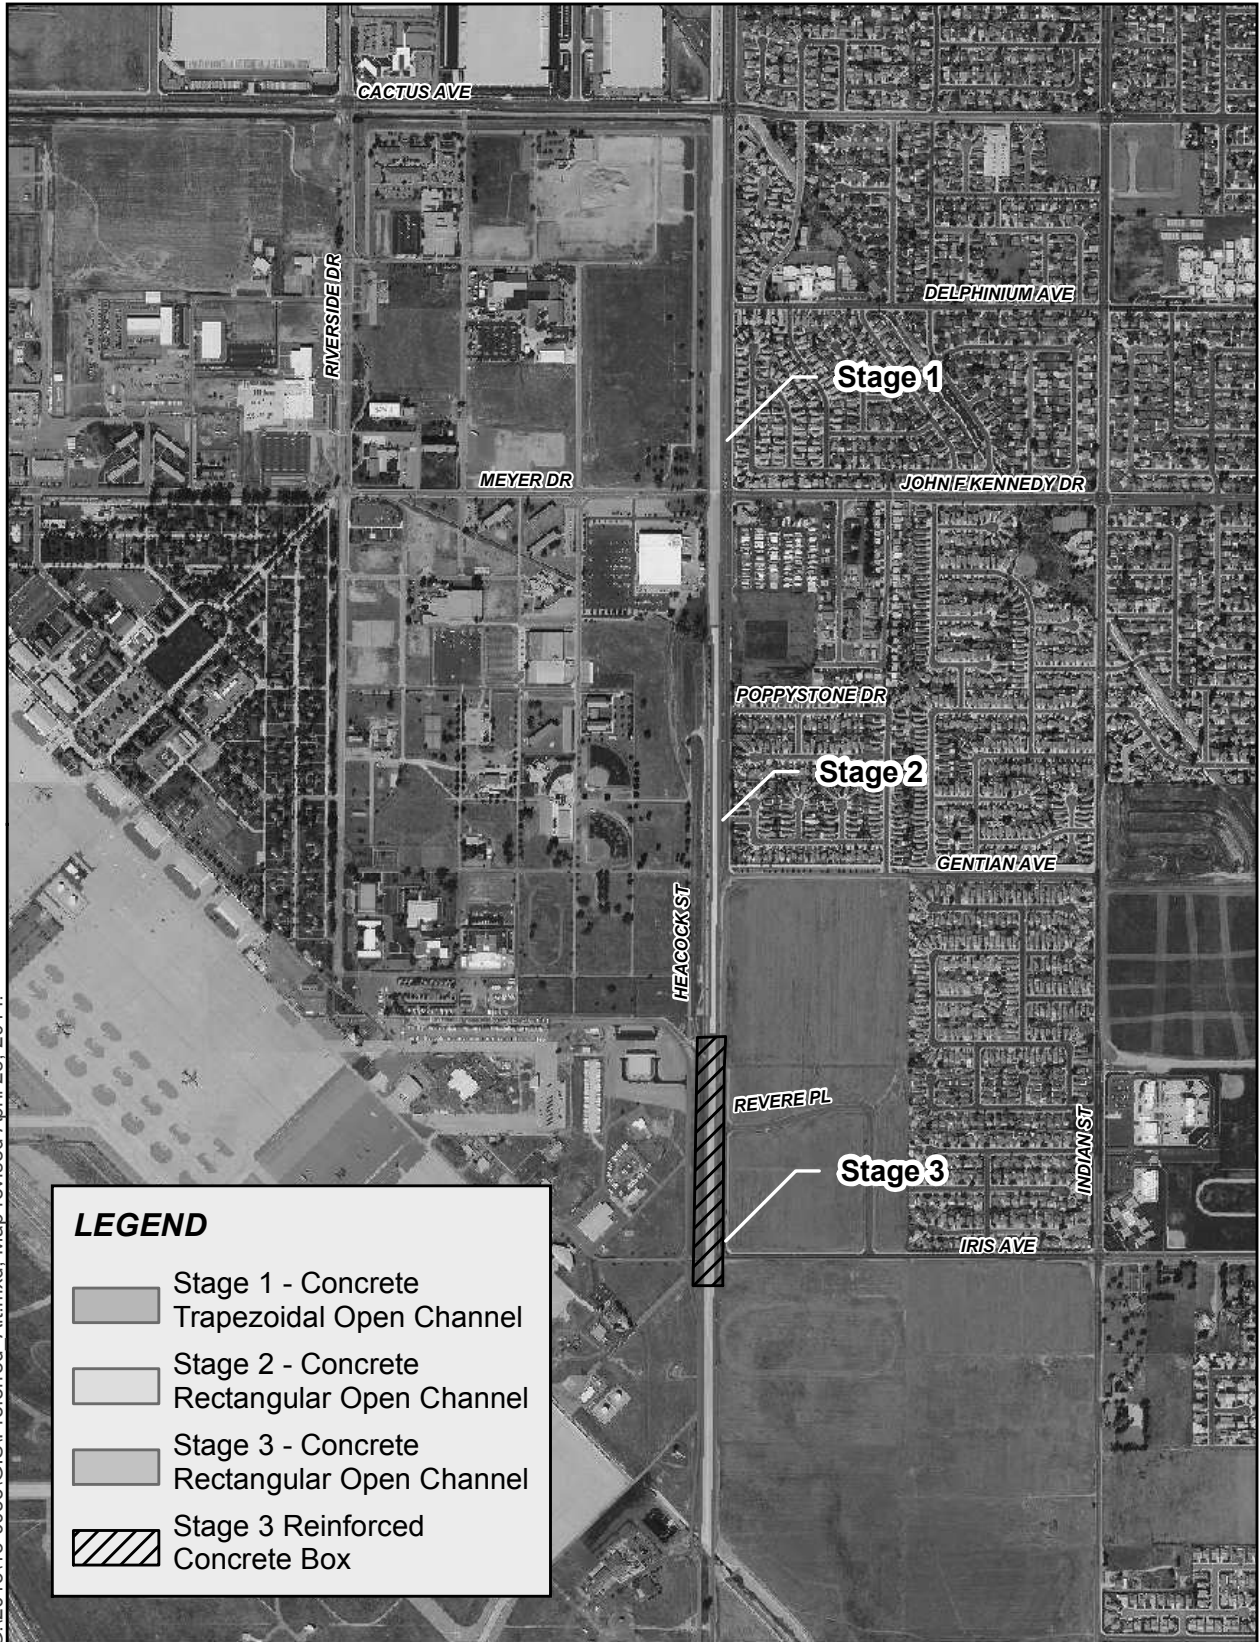 CACTUS AVE
RIVERSIDE DR
DELPHINIUM AVE
Stage 1
MEYER DR
JOHN F KENNEDY DR
POPPYSTONE DR
Stage 2
GENTIAN AVE
HEACOCK ST
REVERE PL
INDIAN ST
Stage 3
IRIS AVE
LEGEND
Stage 1 - Concrete
Trapezoidal Open Channel
Stage 2 - Concrete
Rectangular Open Channel
Stage 3 - Concrete
Rectangular Open Channel
Stage 3 Reinforced
Concrete Box